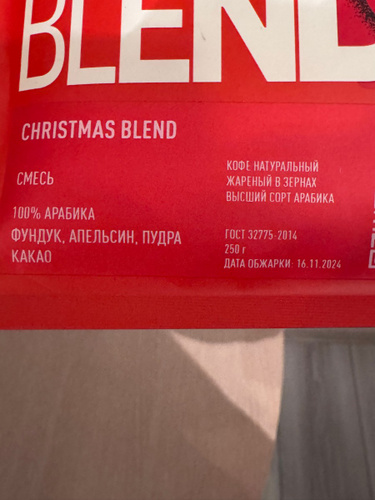 BLEND
CHRISTMAS BLEND
СМЕСЬ
100% АРАБИКА
ФУНДУК, АПЕЛЬСИН, ПУДРА
КАКАО
КОФЕ НАТУРАЛЬНЫЙ
ЖАРЕНЫЙ В ЗЕРНАХ
ВЫСШИЙ СОРТ АРАБИКА
ГОСТ 32775-2014
250 г
ДАТА ОБЖАРКИ: 16.11.2024